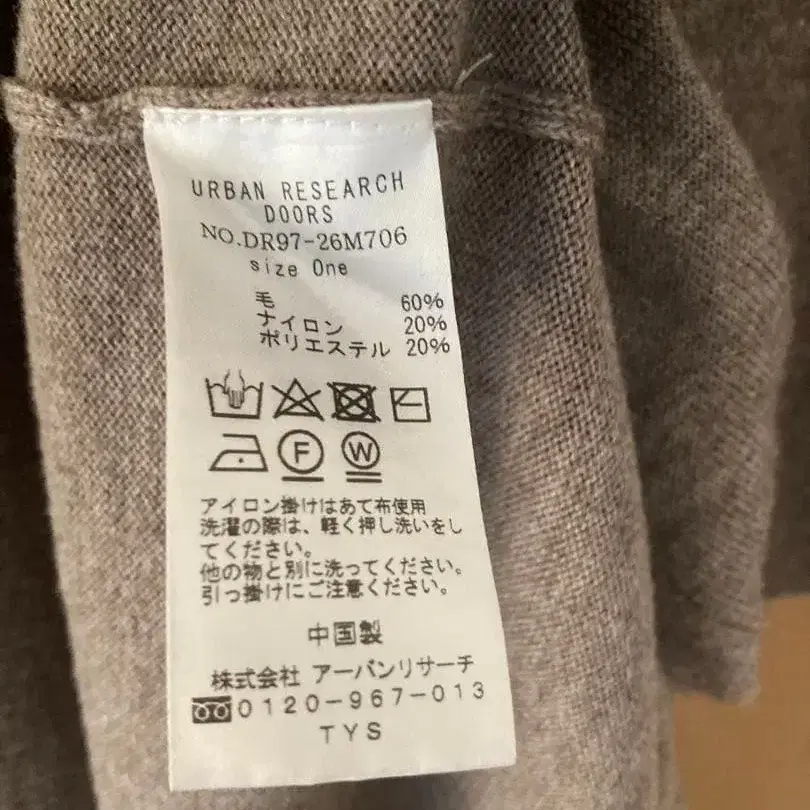 URBAN RESEARCH
DOORS
NO.DR97-26M706
size One
毛 60%
ナイロン 20%
ポリエステル 20%
F W
アイロン掛けはあて布使用
洗濯の際は、軽く押し洗いをし
てください。
他の物と別に洗ってください。
引っ掛けにご注意ください。
中国製
株式会社 アーバンリサーチ
0120-967-013
TYS